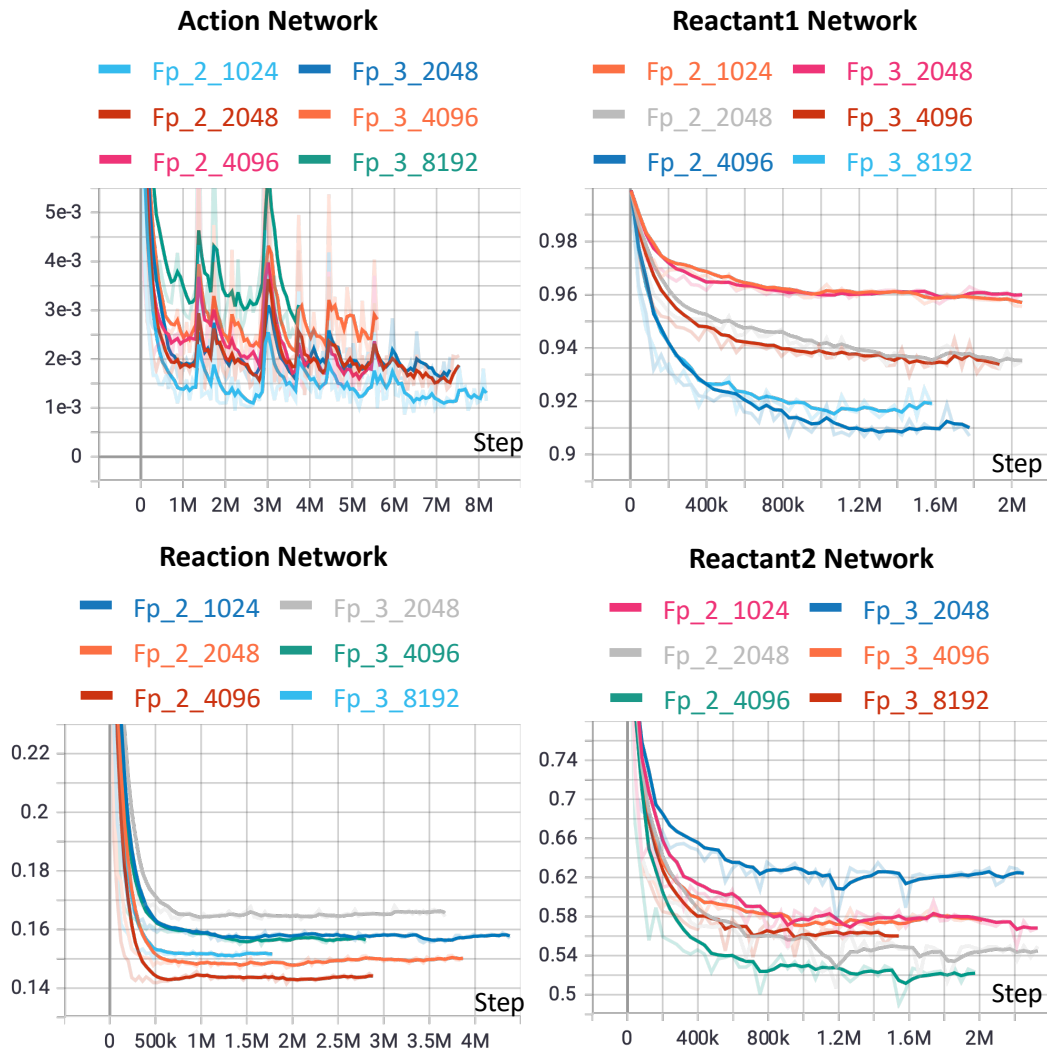 Action Network
Fp_2_1024 Fp_3_2048
Fp_2_2048 Fp_3_4096
Fp_2_4096 Fp_3_8192
5e-3
4e-3
3e-3
2e-3
1e-3
0
Step
0 1M 2M 3M 4M 5M 6M 7M 8M
Reactant1 Network
Fp_2_1024 Fp_3_2048
Fp_2_2048 Fp_3_4096
Fp_2_4096 Fp_3_8192
0.98
0.96
0.94
0.92
0.9
Step
0 400k 800k 1.2M 1.6M 2M
Reaction Network
Fp_2_1024 Fp_3_2048
Fp_2_2048 Fp_3_4096
Fp_2_4096 Fp_3_8192
0.22
0.2
0.18
0.16
0.14
Step
0 500k 1M 1.5M 2M 2.5M 3M 3.5M 4M
Reactant2 Network
Fp_2_1024 Fp_3_2048
Fp_2_2048 Fp_3_4096
Fp_2_4096 Fp_3_8192
0.74
0.7
0.66
0.62
0.58
0.54
0.5
Step
0 400k 800k 1.2M 1.6M 2M